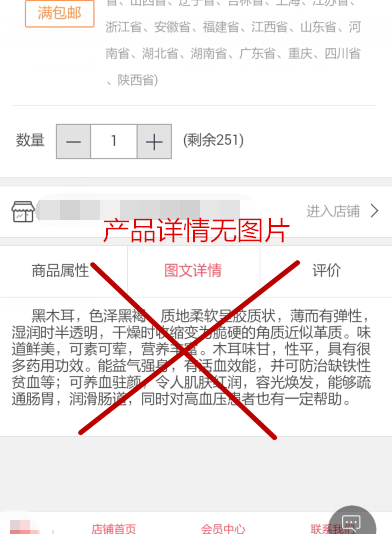 满包邮
省、山西省、辽宁省、吉林省、上海、江苏省、
浙江省、安徽省、福建省、江西省、山东省、河
南省、湖北省、湖南省、广东省、重庆、四川省
、陕西省)
数量 — 1 + (剩余251)
进入店铺
产品详情无图片
商品属性 图文详情 评价
黑木耳，色泽黑褐，质地柔软呈胶质状，薄而有弹性，
湿润时半透明，干燥时收缩变为脆硬的角质近似革质。味
道鲜美，可素可荤，营养丰富。木耳味甘，性平，具有很
多药用功效。能益气强身，有活血效能，并可防治缺铁性
贫血等；可养血驻颜，令人肌肤红润，容光焕发，能够疏
通肠胃，润滑肠道，同时对高血压患者也有一定帮助。
店铺首页 会员中心 联系我们